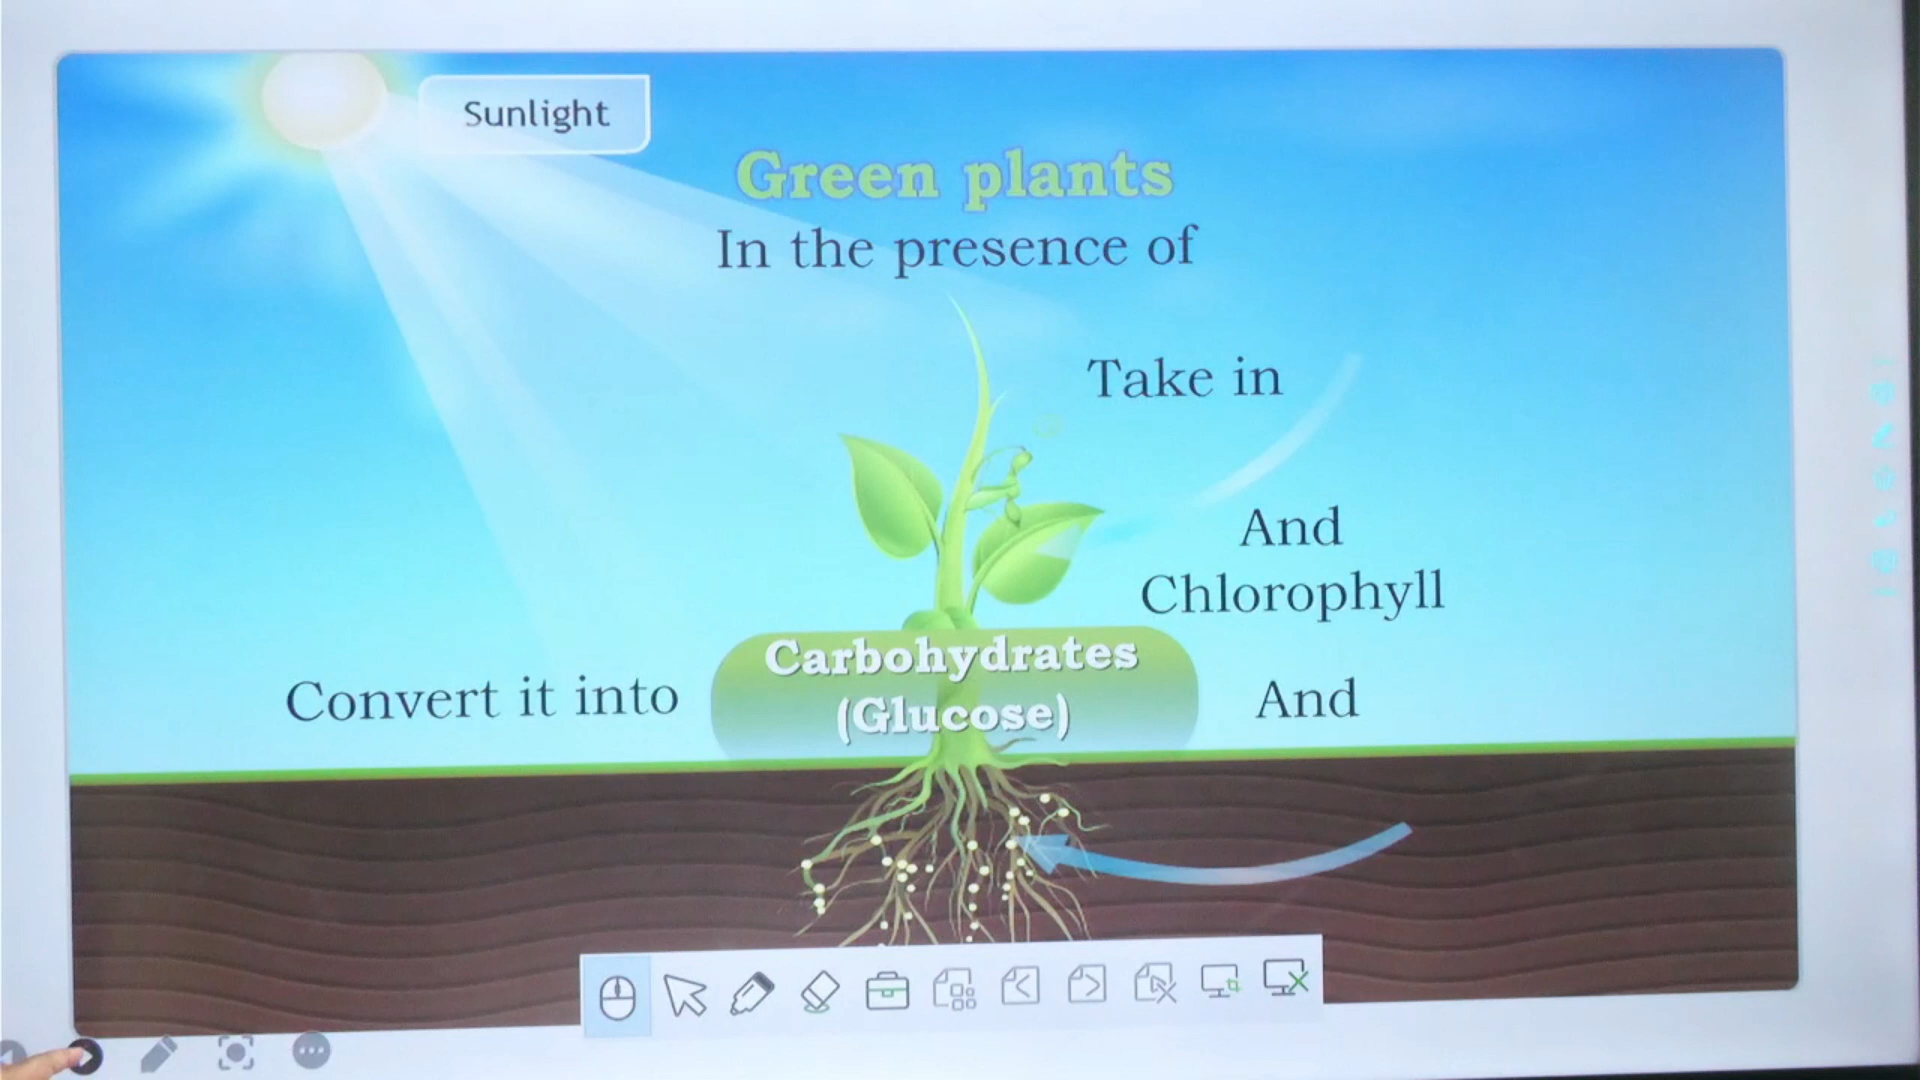 Sunlight
Green plants
In the presence of
Take in
And
Chlorophyll
Convert it into
Carbohydrates
(Glucose)
And